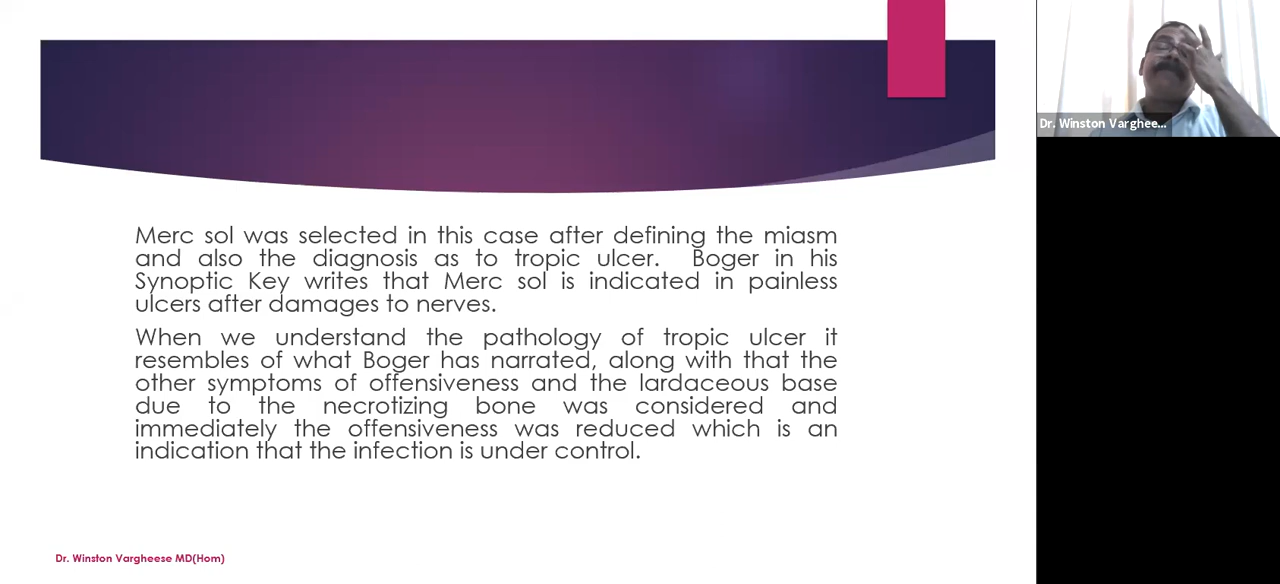 Merc sol was selected in this case after defining the miasm
and also the diagnosis as to tropic ulcer. Boger in his
Synoptic Key writes that Merc sol is indicated in painless
ulcers after damages to nerves.
When we understand the pathology of tropic ulcer it
resembles of what Boger has narrated, along with that the
other symptoms of offensiveness and the lardaceous base
due to the necrotizing bone was considered and
immediately the offensiveness was reduced which is an
indication that the infection is under control.
Dr. Winston Vargheese MD(Hom)
Dr. Winston Varghee...